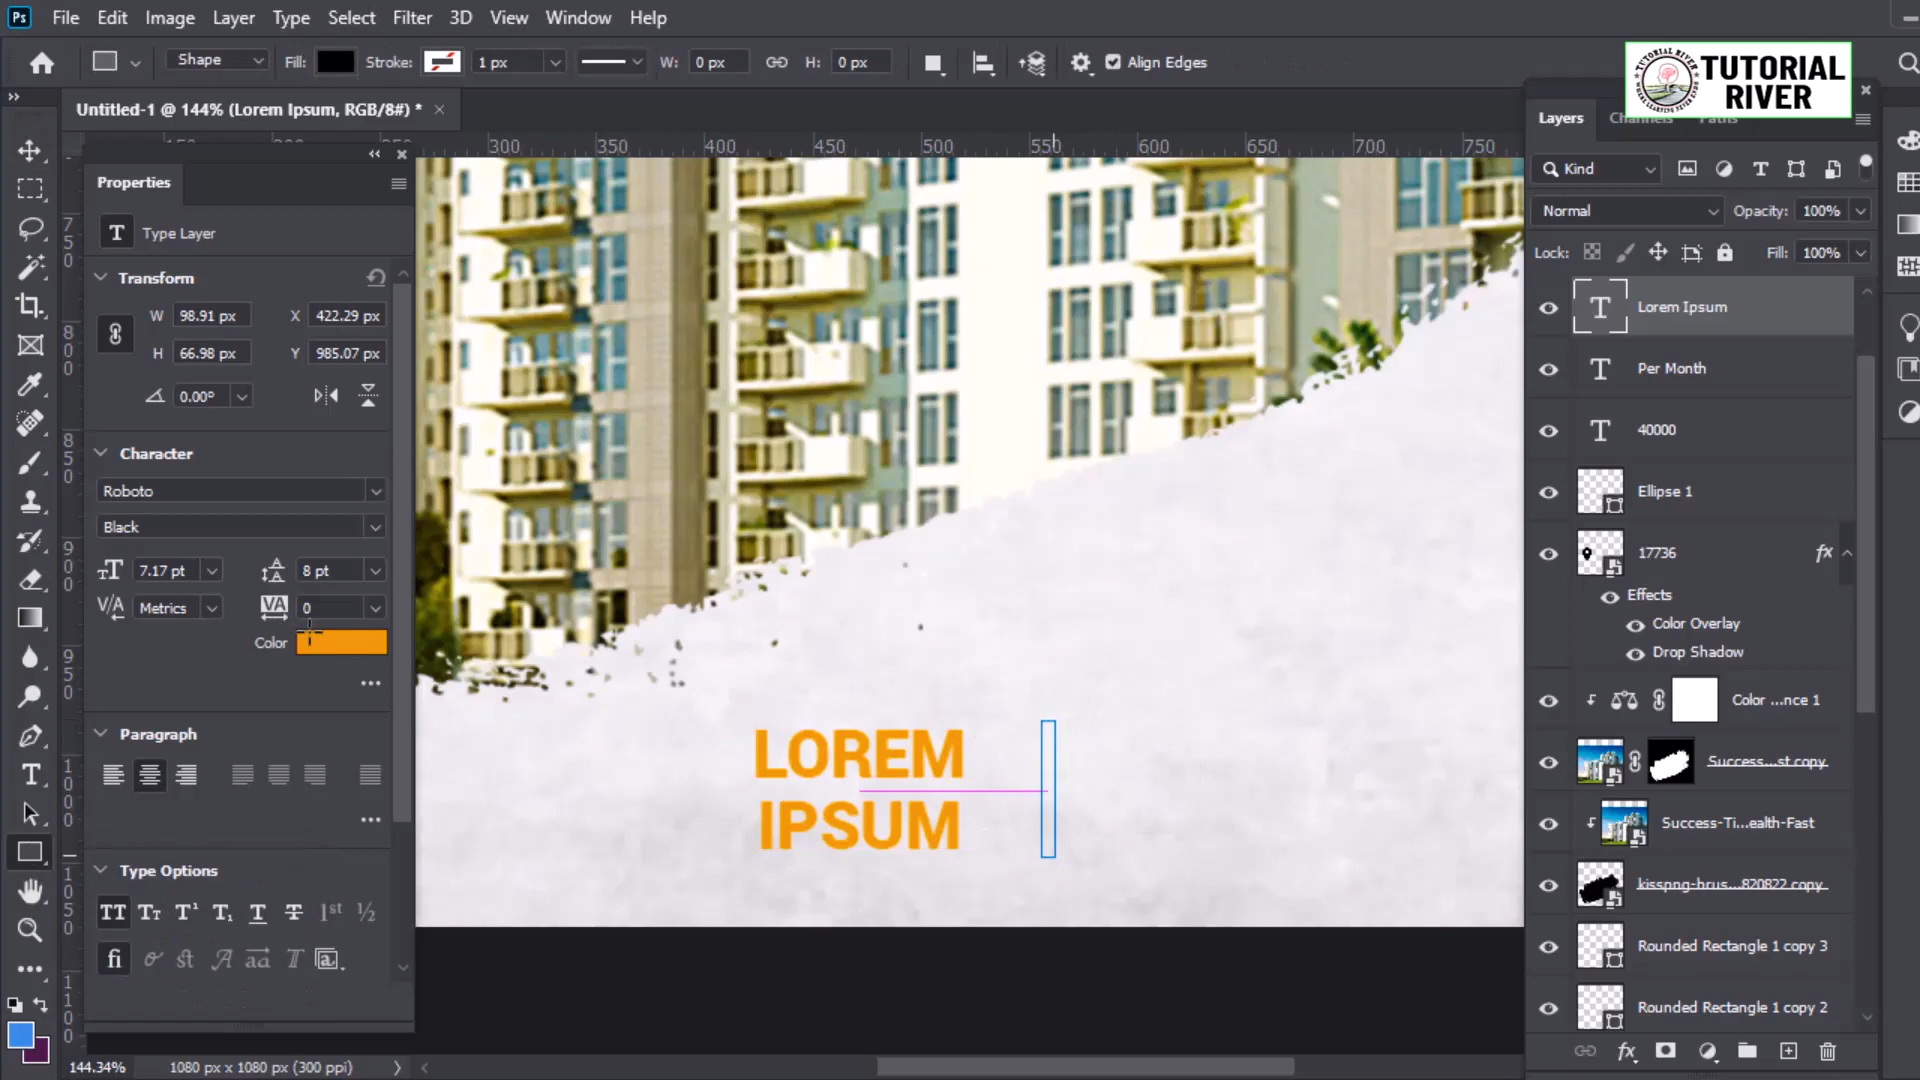 Ps File Edit Image Layer Type Select Filter 3D View Window Help
Shape Fill: Stroke: 1 px W: 0 px H: 0 px Align Edges
TUTORIAL
RIVER
Untitled-1 @ 144% (Lorem Ipsum, RGB/8#) *
Layers Channels Paths
300 350 400 450 500 550 600 650 700 750
Properties
Kind
T Type Layer
Normal Opacity: 100%
Lock: Fill: 100%
Transform
W 98.91 px X 422.29 px
H 66.98 px Y 985.07 px
0.00°
Character
Roboto
Black
7.17 pt 8 pt
Metrics 0
Color
Paragraph
Type Options
LOREM
IPSUM
Lorem Ipsum
Per Month
40000
Ellipse 1
17736 fx
Effects
Color Overlay
Drop Shadow
Color ...nce 1
Success...st copy
Success-Ti...ealth-Fast
kisspng-brus...820822 copy
Rounded Rectangle 1 copy 3
Rounded Rectangle 1 copy 2
144.34% 1080 px x 1080 px (300 ppi)